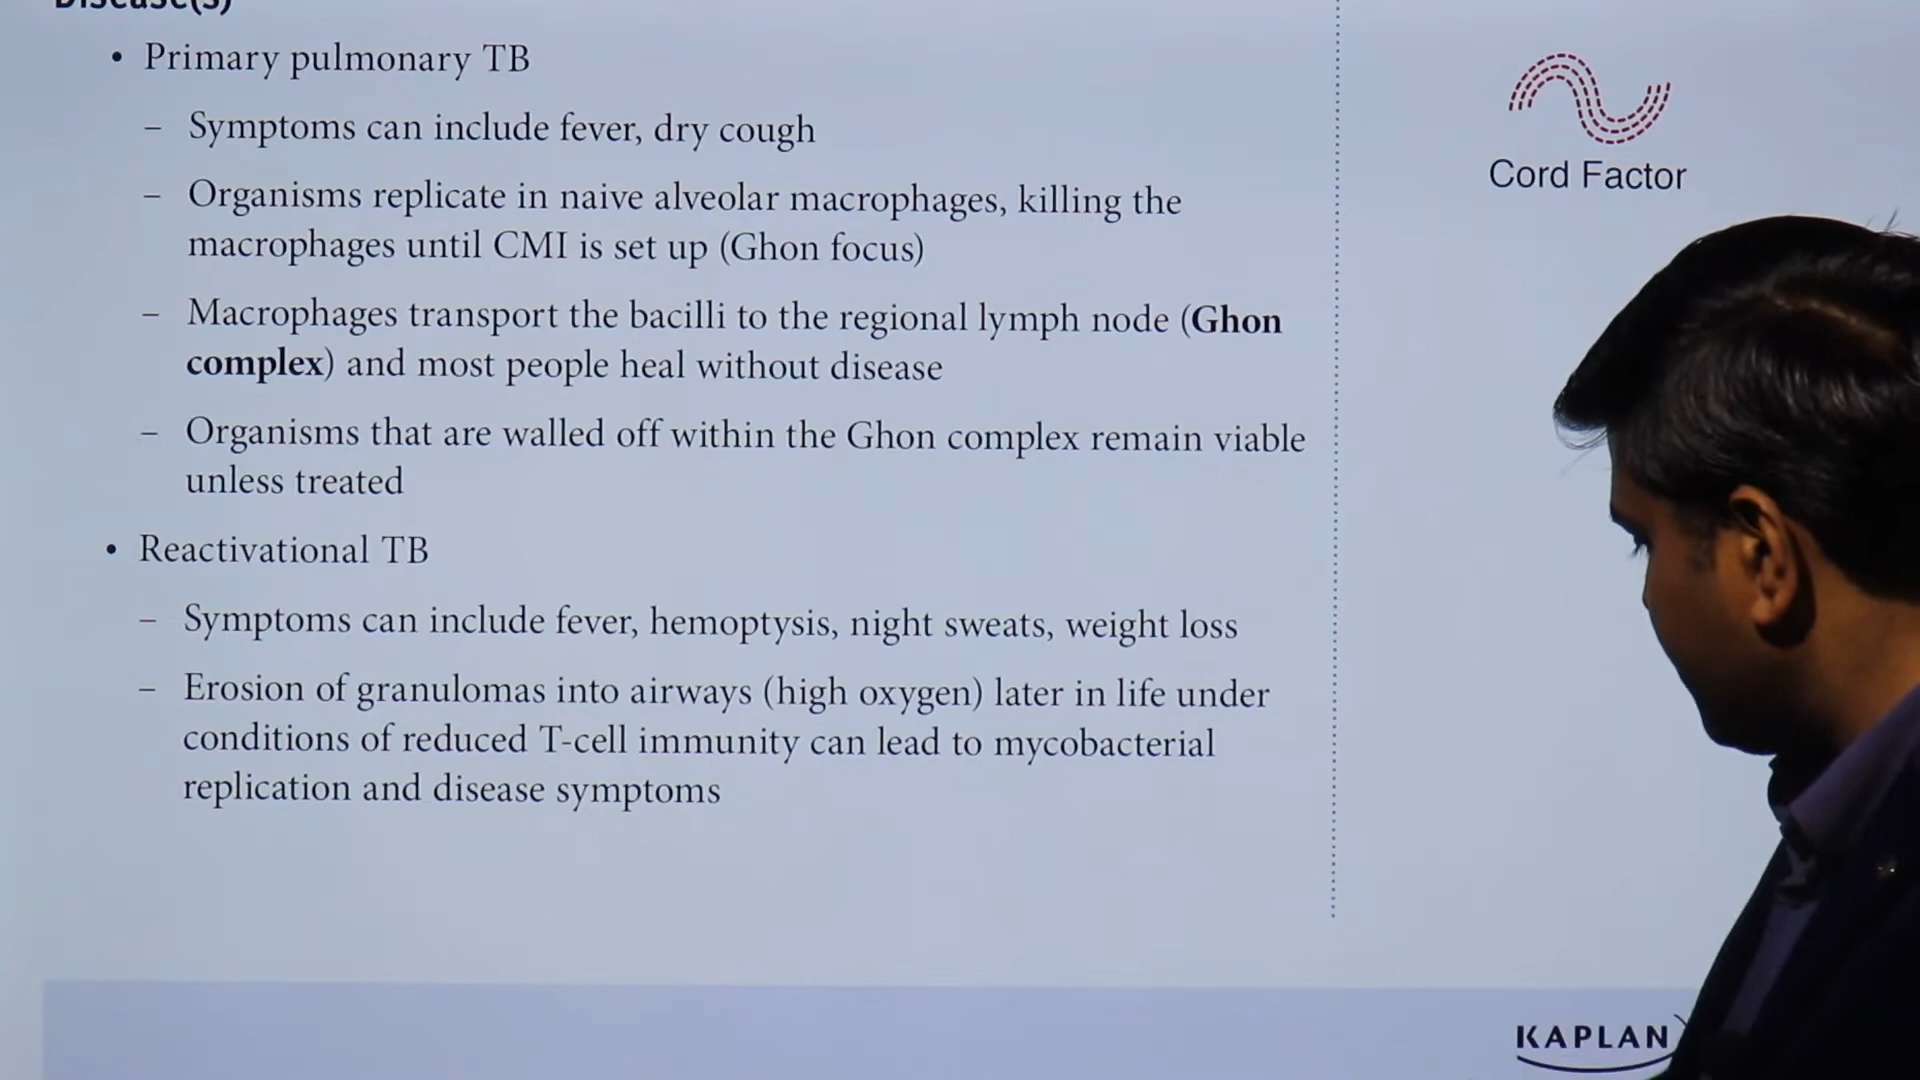 Disease(s)
• Primary pulmonary TB
– Symptoms can include fever, dry cough
– Organisms replicate in naive alveolar macrophages, killing the
macrophages until CMI is set up (Ghon focus)
– Macrophages transport the bacilli to the regional lymph node (Ghon
complex) and most people heal without disease
– Organisms that are walled off within the Ghon complex remain viable
unless treated
• Reactivational TB
– Symptoms can include fever, hemoptysis, night sweats, weight loss
– Erosion of granulomas into airways (high oxygen) later in life under
conditions of reduced T-cell immunity can lead to mycobacterial
replication and disease symptoms
Cord Factor
KAPLAN